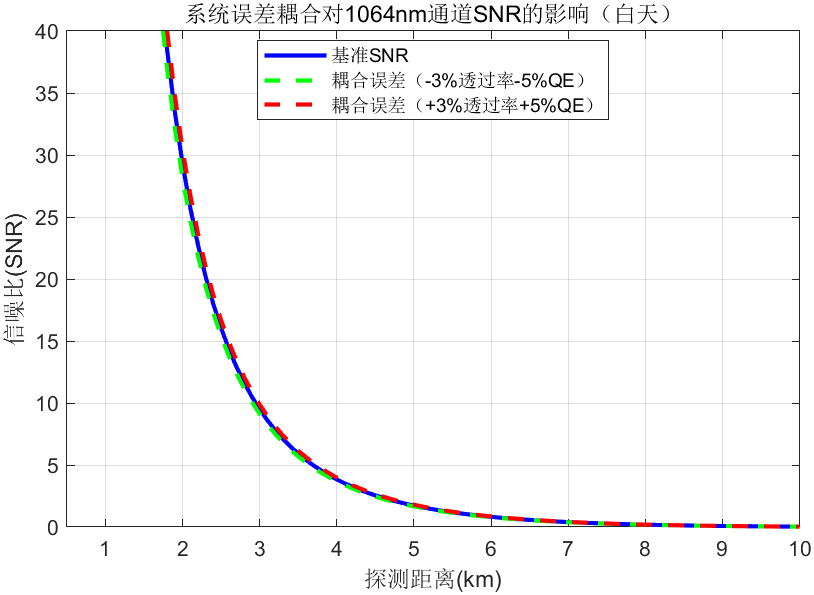 系统误差耦合对1064nm通道SNR的影响（白天）
基准SNR
耦合误差（-3%透过率-5%QE）
耦合误差（+3%透过率+5%QE）
信噪比(SNR)
40
35
30
25
20
15
10
5
0
1 2 3 4 5 6 7 8 9 10
探测距离(km)